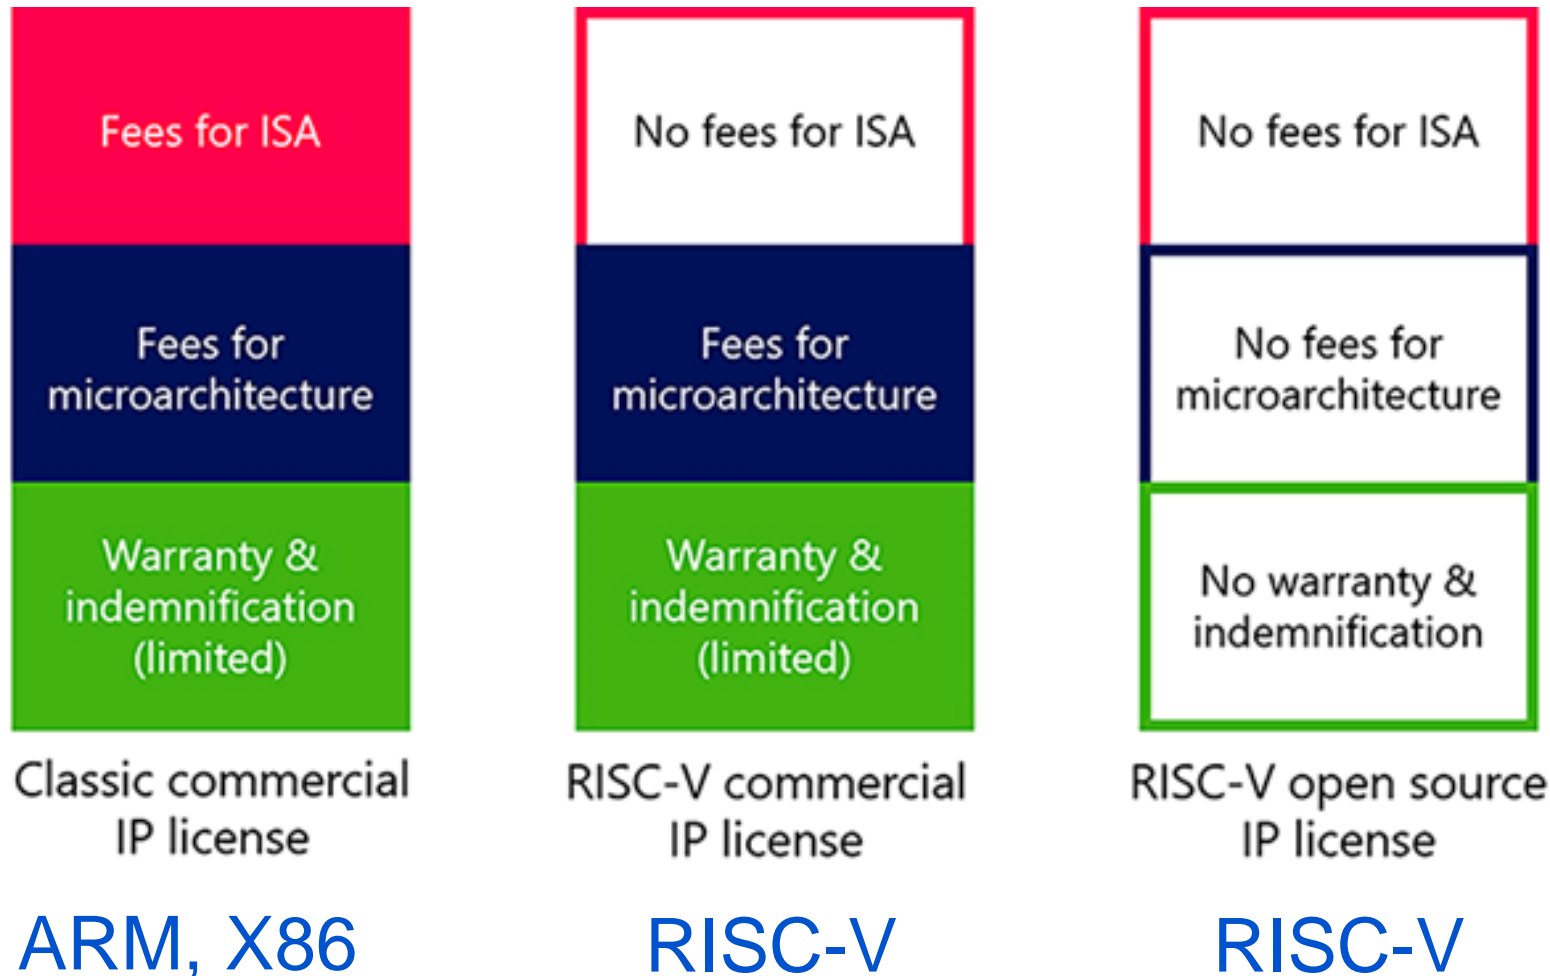 Fees for ISA
Fees for
microarchitecture
Warranty &
indemnification
(limited)
Classic commercial
IP license
ARM, X86
No fees for ISA
Fees for
microarchitecture
Warranty &
indemnification
(limited)
RISC-V commercial
IP license
RISC-V
No fees for ISA
No fees for
microarchitecture
No warranty &
indemnification
RISC-V open source
IP license
RISC-V